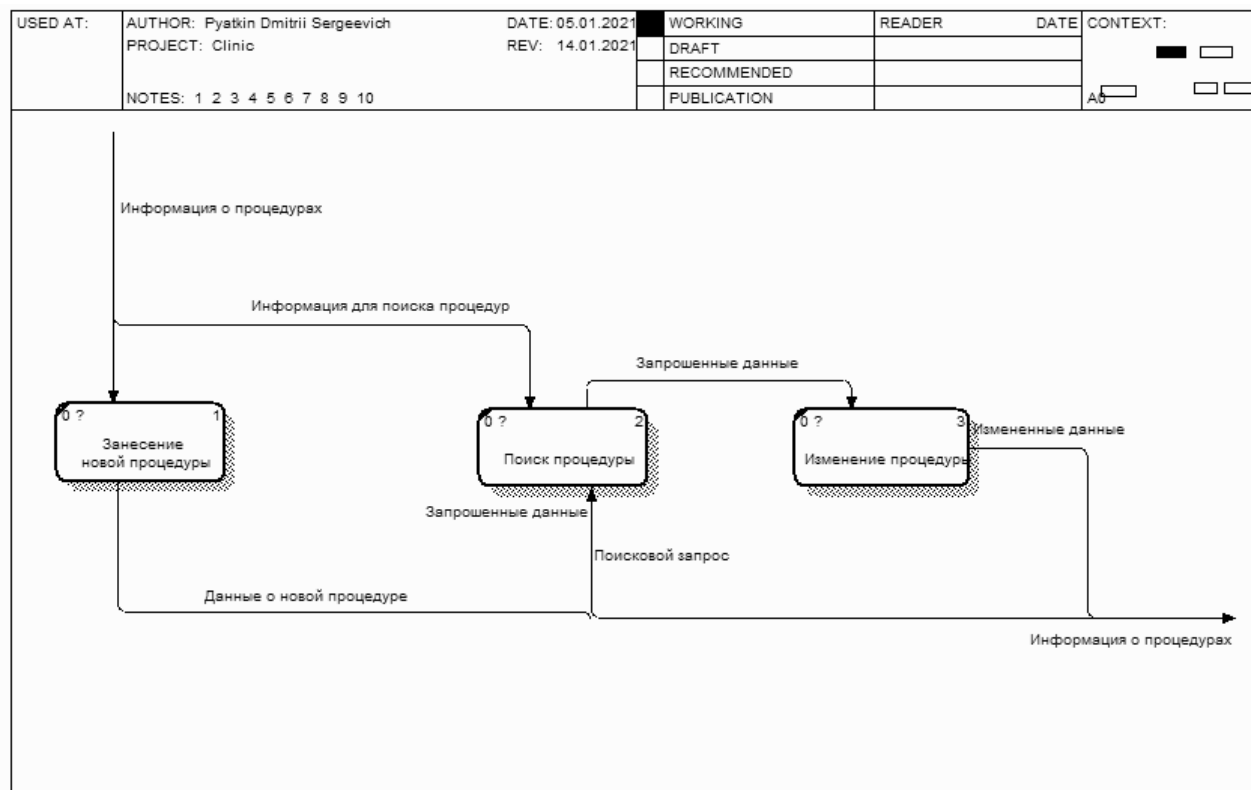 USED AT:
AUTHOR: Pyatkin Dmitrii Sergeevich
DATE: 05.01.2021
WORKING
READER
DATE
CONTEXT:
PROJECT: Clinic
REV: 14.01.2021
DRAFT
RECOMMENDED
NOTES: 1 2 3 4 5 6 7 8 9 10
PUBLICATION
A0
Информация о процедурах
Информация для поиска процедур
Запрошенные данные
0 ?
1
Занесение
новой процедуры
0 ?
2
Поиск процедуры
0 ?
3
Изменение процедуры
Измененные данные
Запрошенные данные
Поисковой запрос
Данные о новой процедуре
Информация о процедурах